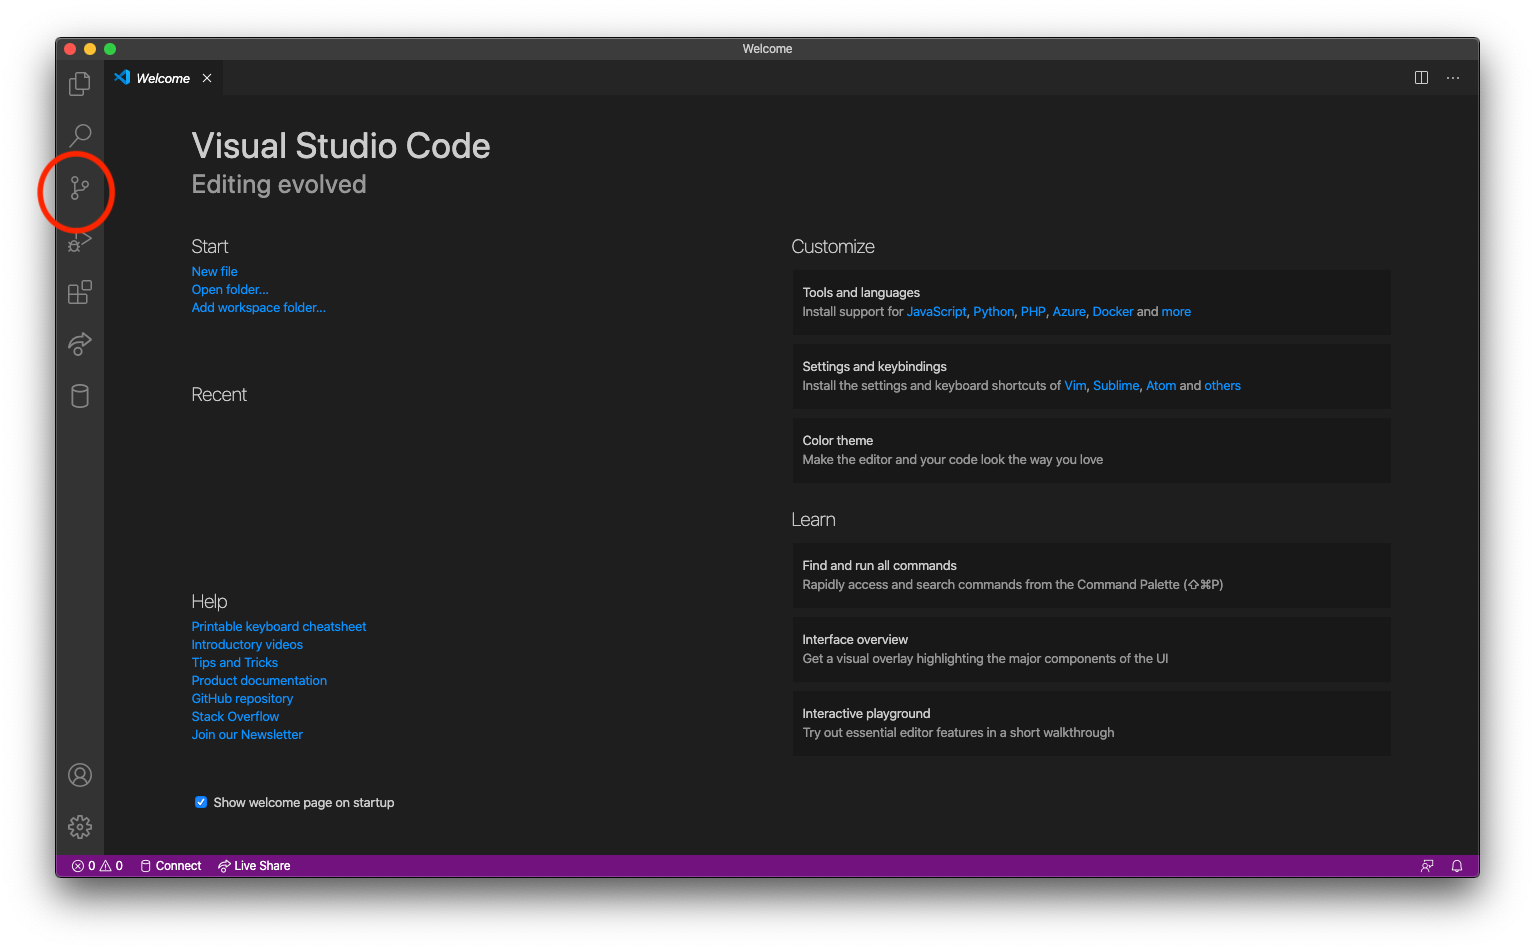 Welcome
Welcome
Visual Studio Code
Editing evolved
Start
New file
Open folder...
Add workspace folder...
Recent
Help
Printable keyboard cheatsheet
Introductory videos
Tips and Tricks
Product documentation
GitHub repository
Stack Overflow
Join our Newsletter
Show welcome page on startup
Customize
Tools and languages
Install support for JavaScript, Python, PHP, Azure, Docker and more
Settings and keybindings
Install the settings and keyboard shortcuts of Vim, Sublime, Atom and others
Color theme
Make the editor and your code look the way you love
Learn
Find and run all commands
Rapidly access and search commands from the Command Palette (⇧⌘P)
Interface overview
Get a visual overlay highlighting the major components of the UI
Interactive playground
Try out essential editor features in a short walkthrough
0 0 Connect Live Share